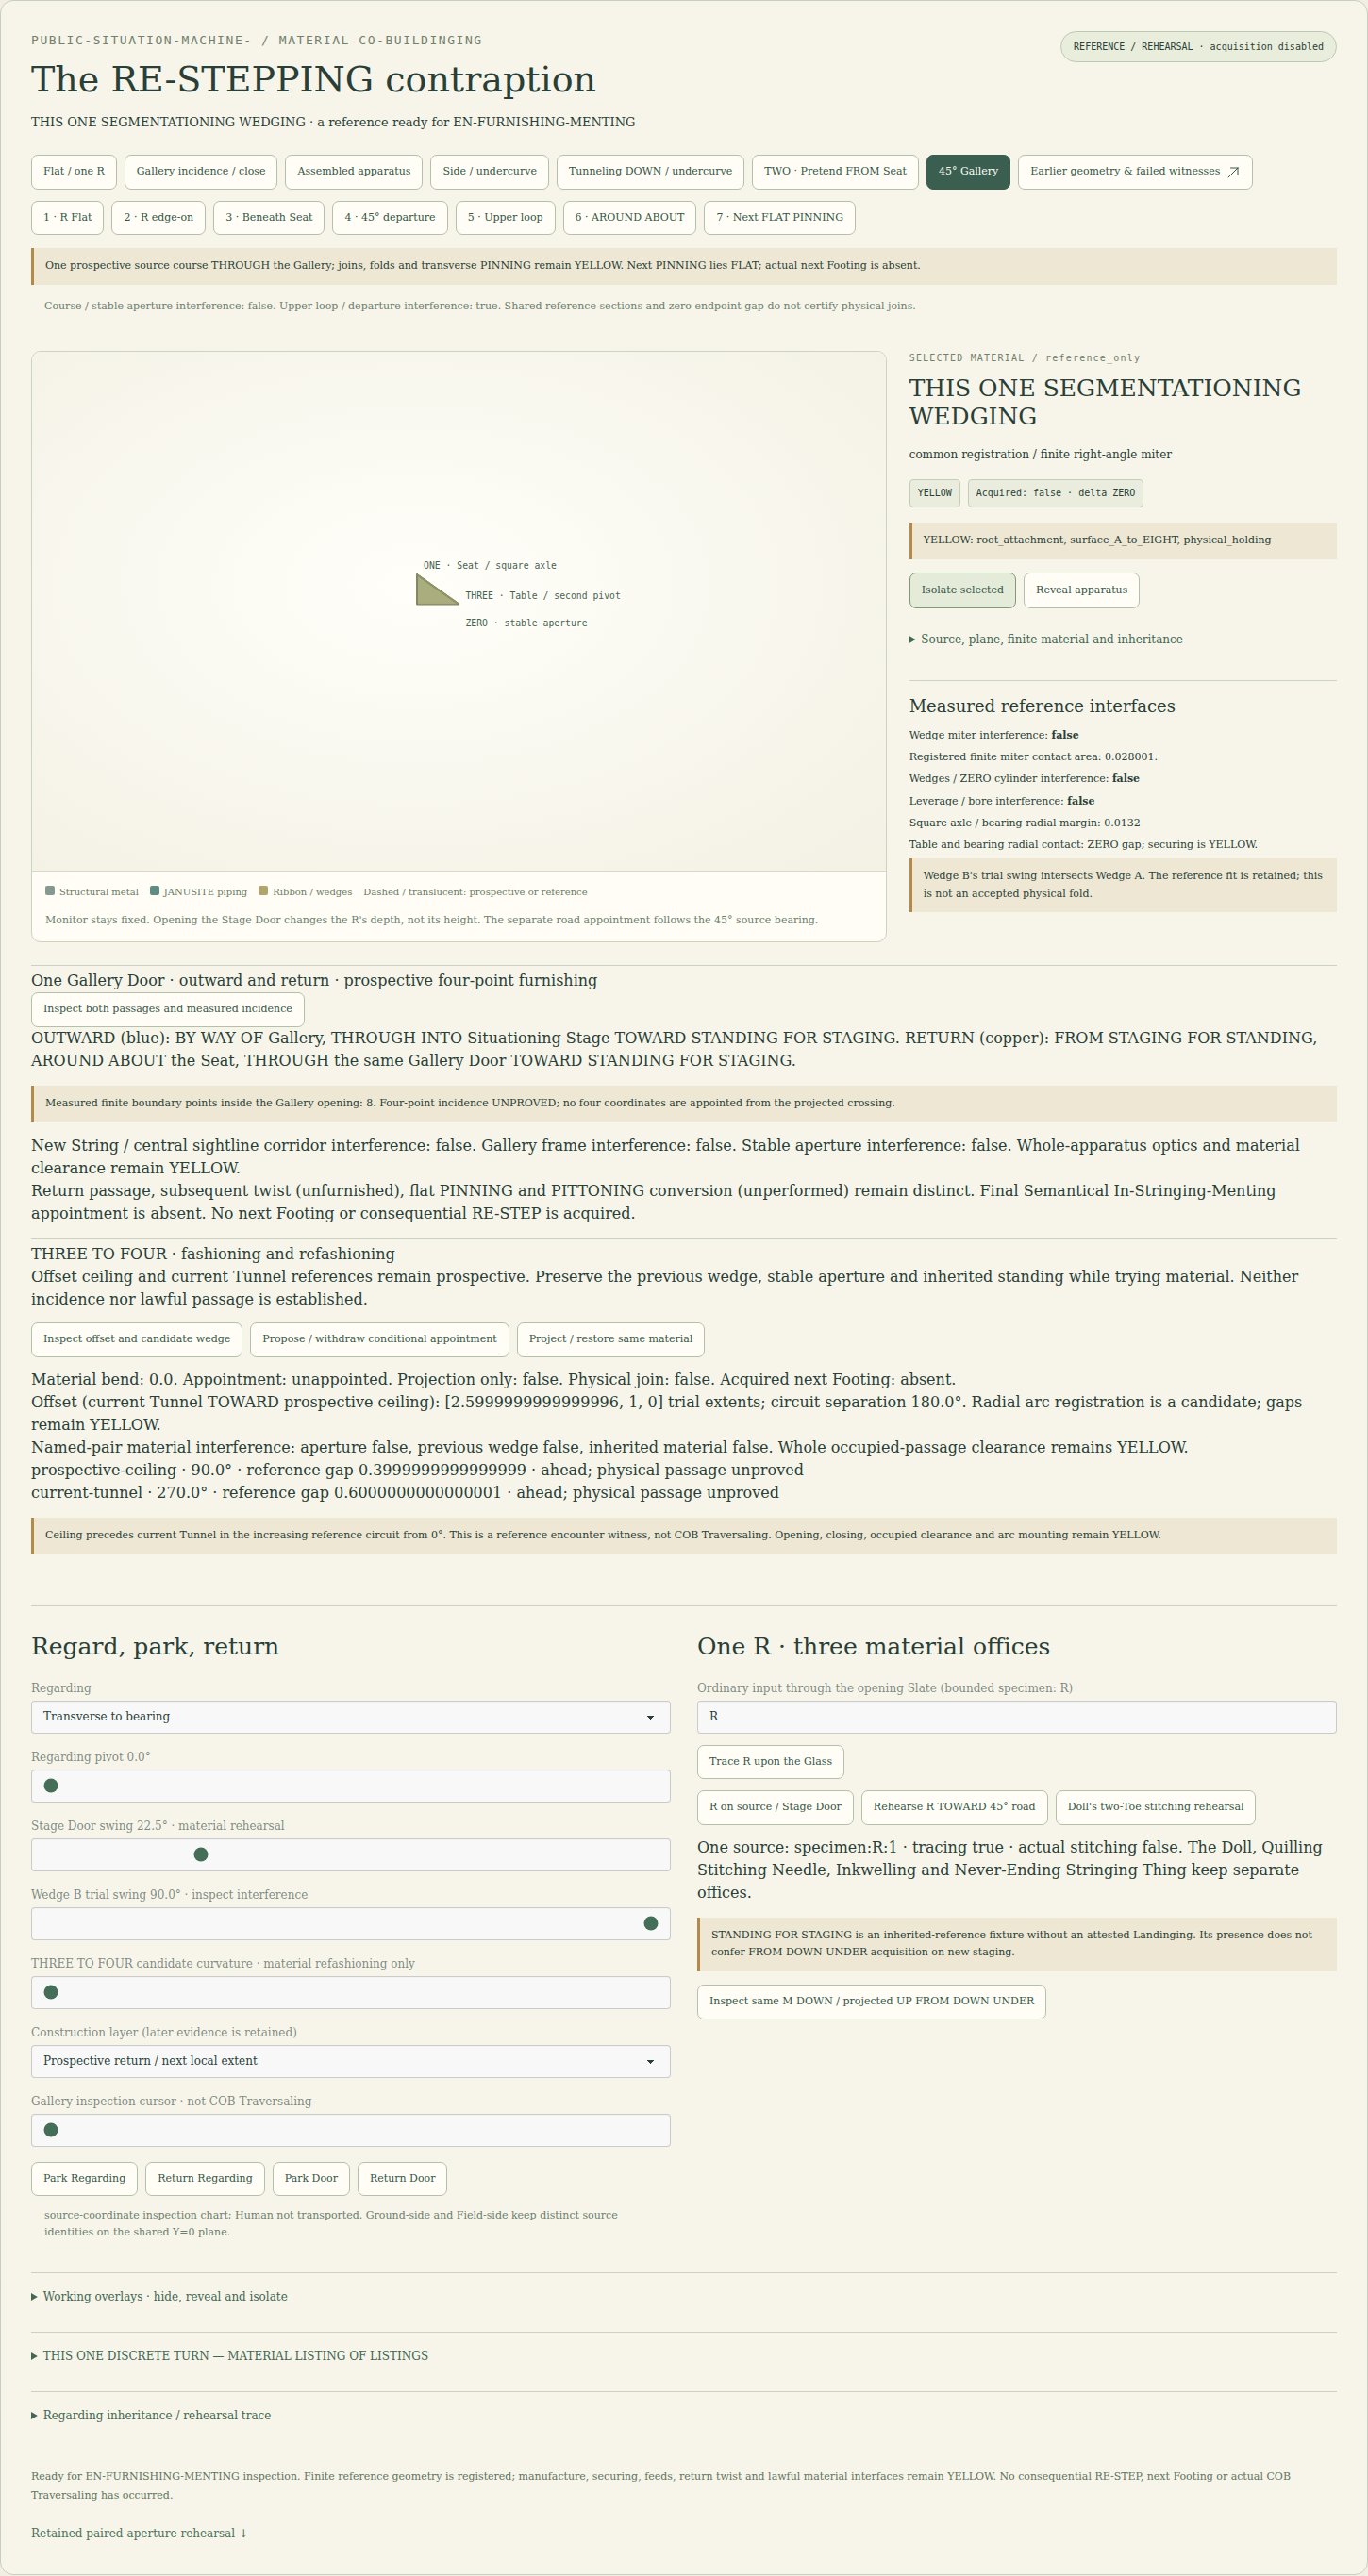 PUBLIC-SITUATION-MACHINE- / MATERIAL CO-BUILDINGING
REFERENCE / REHEARSAL · acquisition disabled
The RE-STEPPING contraption
THIS ONE SEGMENTATIONING WEDGING · a reference ready for EN-FURNISHING-MENTING
Flat / one R
Gallery incidence / close
Assembled apparatus
Side / undercurve
Tunneling DOWN / undercurve
TWO · Pretend FROM Seat
45° Gallery
Earlier geometry & failed witnesses
1 · R Flat
2 · R edge-on
3 · Beneath Seat
4 · 45° departure
5 · Upper loop
6 · AROUND ABOUT
7 · Next FLAT PINNING
One prospective source course THROUGH the Gallery; joins, folds and transverse PINNING remain YELLOW. Next PINNING lies FLAT; actual next Footing is absent.
Course / stable aperture interference: false. Upper loop / departure interference: true. Shared reference sections and zero endpoint gap do not certify physical joins.
ONE · Seat / square axle
THREE · Table / second pivot
ZERO · stable aperture
Structural metal
JANUSITE piping
Ribbon / wedges
Dashed / translucent: prospective or reference
Monitor stays fixed. Opening the Stage Door changes the R's depth, not its height. The separate road appointment follows the 45° source bearing.
SELECTED MATERIAL / reference_only
THIS ONE SEGMENTATIONING
WEDGING
common registration / finite right-angle miter
YELLOW
Acquired: false · delta ZERO
YELLOW: root_attachment, surface_A_to_EIGHT, physical_holding
Isolate selected
Reveal apparatus
Source, plane, finite material and inheritance
Measured reference interfaces
Wedge miter interference: false
Registered finite miter contact area: 0.028001.
Wedges / ZERO cylinder interference: false
Leverage / bore interference: false
Square axle / bearing radial margin: 0.0132
Table and bearing radial contact: ZERO gap; securing is YELLOW.
Wedge B's trial swing intersects Wedge A. The reference fit is retained; this
is not an accepted physical fold.
One Gallery Door · outward and return · prospective four-point furnishing
Inspect both passages and measured incidence
OUTWARD (blue): BY WAY OF Gallery, THROUGH INTO Situationing Stage TOWARD STANDING FOR STAGING. RETURN (copper): FROM STAGING FOR STANDING,
AROUND ABOUT the Seat, THROUGH the same Gallery Door TOWARD STANDING FOR STAGING.
Measured finite boundary points inside the Gallery opening: 8. Four-point incidence UNPROVED; no four coordinates are appointed from the projected crossing.
New String / central sightline corridor interference: false. Gallery frame interference: false. Stable aperture interference: false. Whole-apparatus optics and material
clearance remain YELLOW.
Return passage, subsequent twist (unfurnished), flat PINNING and PITTONING conversion (unperformed) remain distinct. Final Semantical In-Stringing-Menting
appointment is absent. No next Footing or consequential RE-STEP is acquired.
THREE TO FOUR · fashioning and refashioning
Offset ceiling and current Tunnel references remain prospective. Preserve the previous wedge, stable aperture and inherited standing while trying material. Neither
incidence nor lawful passage is established.
Inspect offset and candidate wedge
Propose / withdraw conditional appointment
Project / restore same material
Material bend: 0.0. Appointment: unappointed. Projection only: false. Physical join: false. Acquired next Footing: absent.
Offset (current Tunnel TOWARD prospective ceiling): [2.5999999999999996, 1, 0] trial extents; circuit separation 180.0°. Radial arc registration is a candidate; gaps
remain YELLOW.
Named-pair material interference: aperture false, previous wedge false, inherited material false. Whole occupied-passage clearance remains YELLOW.
prospective-ceiling · 90.0° · reference gap 0.3999999999999999 · ahead; physical passage unproved
current-tunnel · 270.0° · reference gap 0.6000000000000001 · ahead; physical passage unproved
Ceiling precedes current Tunnel in the increasing reference circuit from 0°. This is a reference encounter witness, not COB Traversaling. Opening, closing, occupied clearance and arc mounting remain YELLOW.
Regard, park, return
Regarding
Transverse to bearing
Regarding pivot 0.0°
Stage Door swing 22.5° · material rehearsal
Wedge B trial swing 90.0° · inspect interference
THREE TO FOUR candidate curvature · material refashioning only
Construction layer (later evidence is retained)
Prospective return / next local extent
Gallery inspection cursor · not COB Traversaling
Park Regarding
Return Regarding
Park Door
Return Door
source-coordinate inspection chart; Human not transported. Ground-side and Field-side keep distinct source
identities on the shared Y=0 plane.
One R · three material offices
Ordinary input through the opening Slate (bounded specimen: R)
R
Trace R upon the Glass
R on source / Stage Door
Rehearse R TOWARD 45° road
Doll's two-Toe stitching rehearsal
One source: specimen:R:1 · tracing true · actual stitching false. The Doll, Quilling
Stitching Needle, Inkwelling and Never-Ending Stringing Thing keep separate
offices.
STANDING FOR STAGING is an inherited-reference fixture without an attested Landinging. Its presence does not
confer FROM DOWN UNDER acquisition on new staging.
Inspect same M DOWN / projected UP FROM DOWN UNDER
Working overlays · hide, reveal and isolate
THIS ONE DISCRETE TURN — MATERIAL LISTING OF LISTINGS
Regarding inheritance / rehearsal trace
Ready for EN-FURNISHING-MENTING inspection. Finite reference geometry is registered; manufacture, securing, feeds, return twist and lawful material interfaces remain YELLOW. No consequential RE-STEP, next Footing or actual COB
Traversaling has occurred.
Retained paired-aperture rehearsal ↓